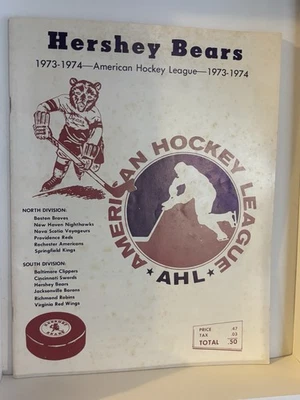 Hershey Bears
1973-1974—American Hockey League—1973-1974
AMERICAN HOCKEY LEAGUE
AHL
NORTH DIVISION:
Boston Braves
New Haven Nighthawks
Nova Scotia Voyageurs
Providence Reds
Rochester Americans
Springfield Kings
SOUTH DIVISION:
Baltimore Clippers
Cincinnati Swords
Hershey Bears
Jacksonville Barons
Richmond Robins
Virginia Red Wings
PRICE .47
TAX .03
TOTAL .50